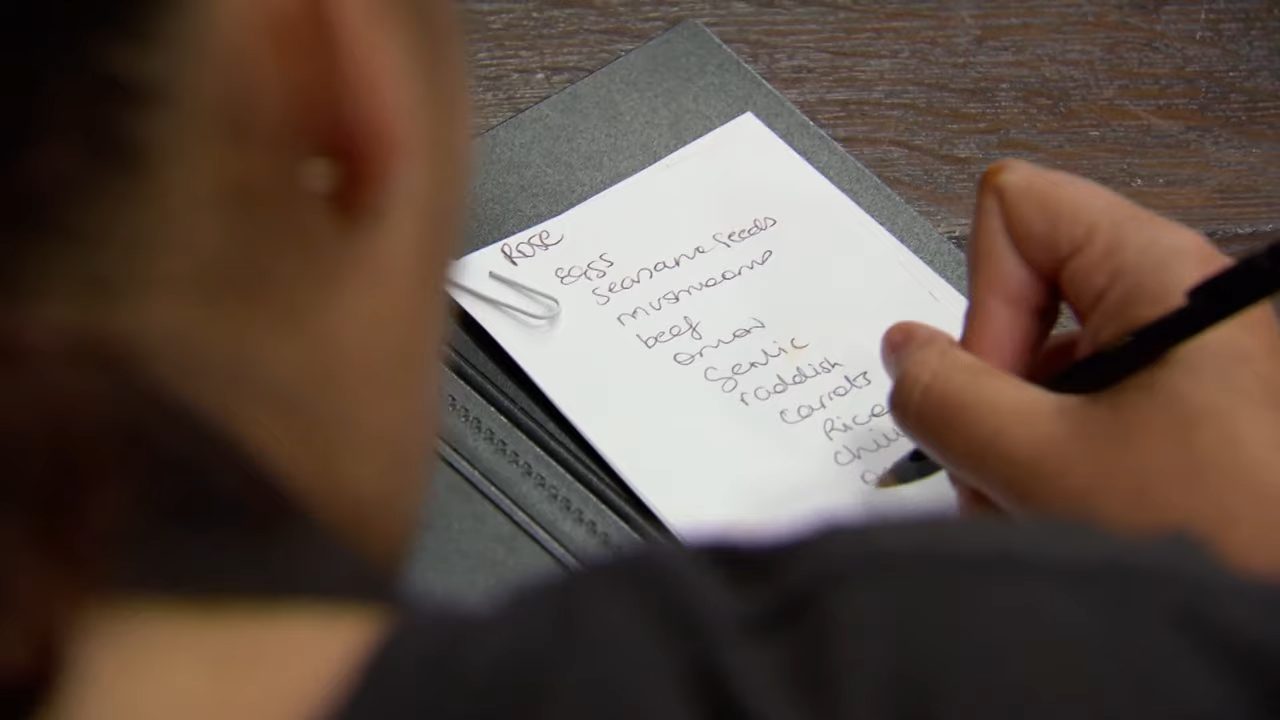 ROSE
eggs
seasame seeds
mushrooms
beef
onion
Garlic
raddish
carrots
Rice